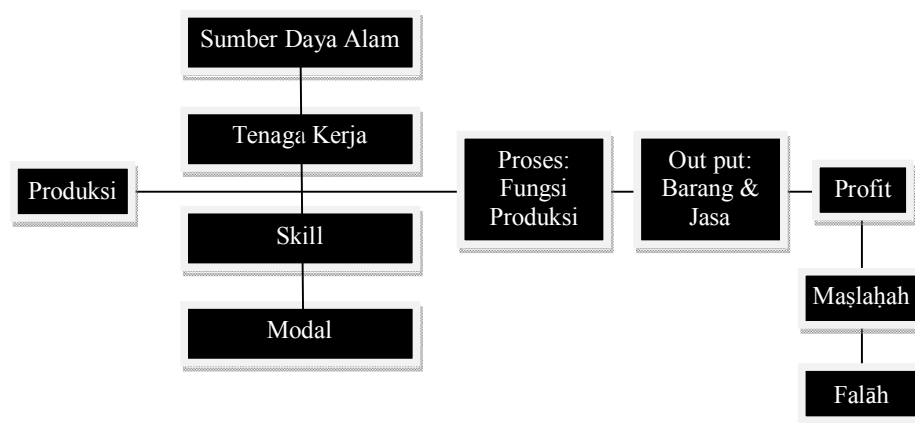 Sumber Daya Alam
Tenaga Kerja
Produksi
Skill
Modal
Proses:
Fungsi
Produksi
Out put:
Barang &
Jasa
Profit
Maṣlaḥah
Falāh